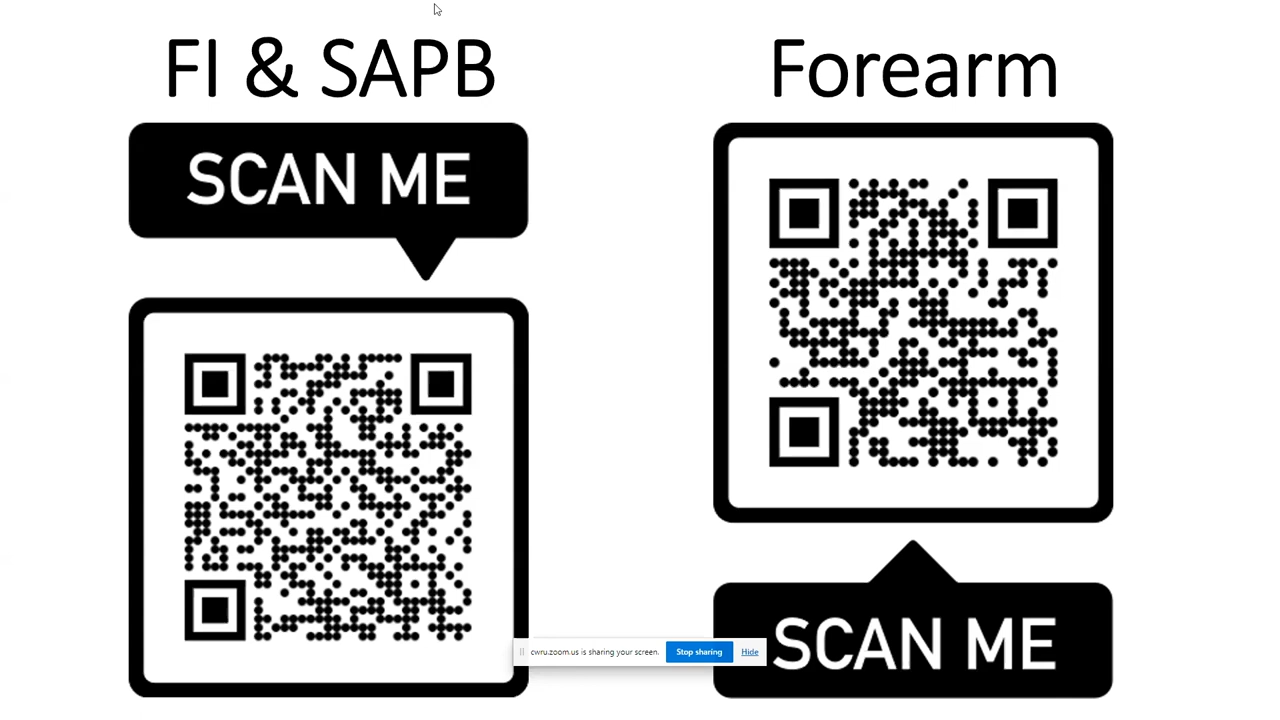 FI & SAPB
SCAN ME
Forearm
SCAN ME
cwru.zoom.us is sharing your screen.
Stop sharing
Hide